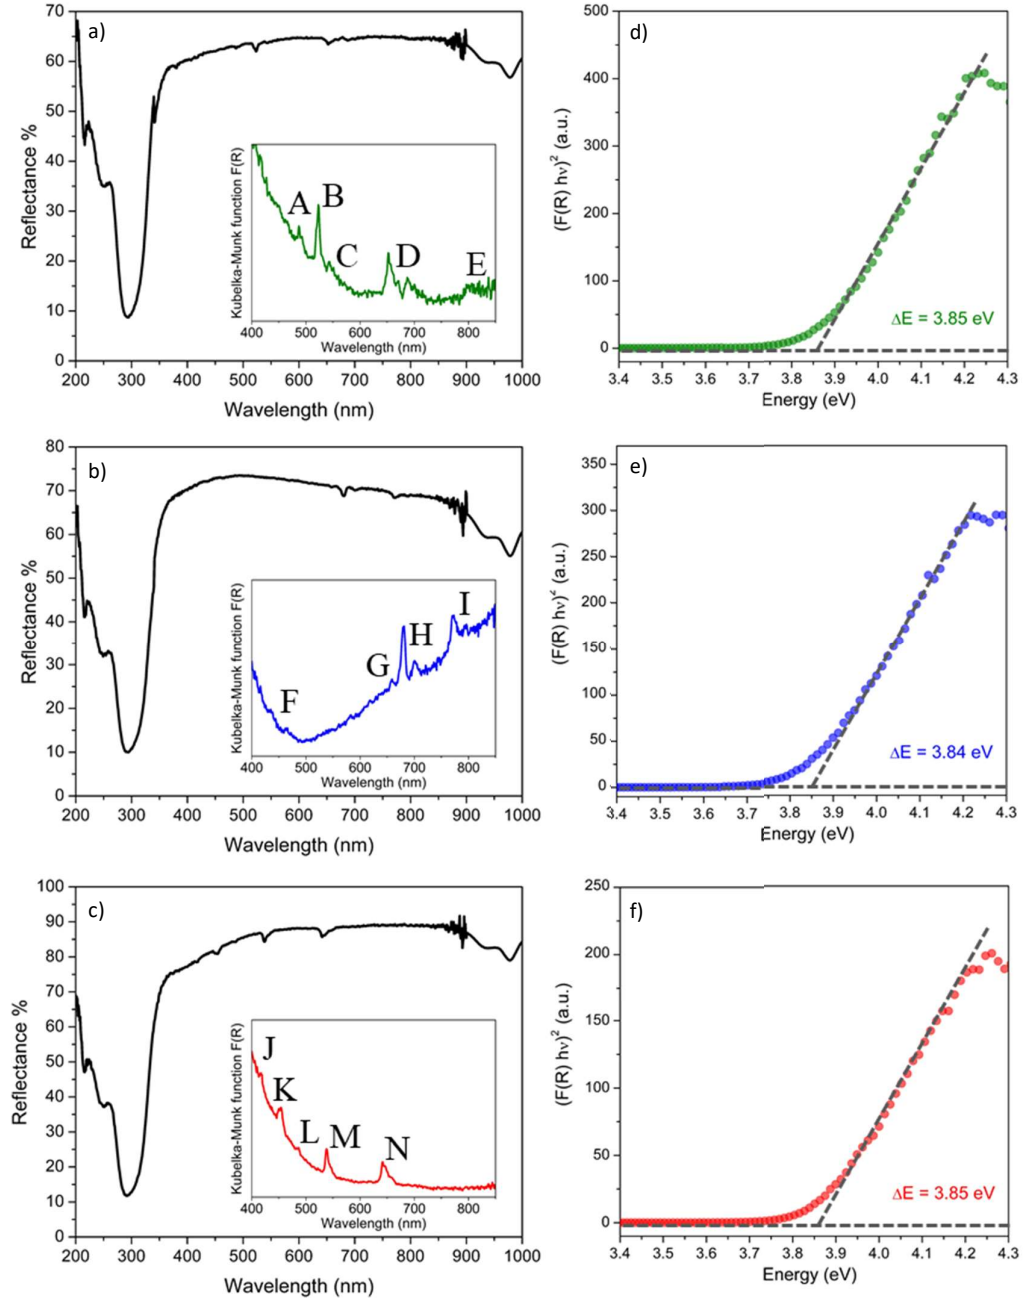 a)
Reflectance %
70
60
50
40
30
20
10
0
200 300 400 500 600 700 800 900 1000
Wavelength (nm)
Kubelka-Munk function F(R)
A B C D E
400 500 600 700 800
Wavelength (nm)
d)
(F(R) hν)² (a.u.)
500
400
300
200
100
0
ΔE = 3.85 eV
3.4 3.5 3.6 3.7 3.8 3.9 4.0 4.1 4.2 4.3
Energy (eV)
b)
Reflectance %
80
70
60
50
40
30
20
10
0
200 300 400 500 600 700 800 900 1000
Wavelength (nm)
Kubelka-Munk function F(R)
F G H I
400 500 600 700 800
Wavelength (nm)
e)
(F(R) hν)² (a.u.)
350
300
250
200
150
100
50
0
ΔE = 3.84 eV
3.4 3.5 3.6 3.7 3.8 3.9 4.0 4.1 4.2 4.3
Energy (eV)
c)
Reflectance %
100
90
80
70
60
50
40
30
20
10
0
200 300 400 500 600 700 800 900 1000
Wavelength (nm)
Kubelka-Munk function F(R)
J K L M N
400 500 600 700 800
Wavelength (nm)
f)
(F(R) hν)² (a.u.)
250
200
150
100
50
0
ΔE = 3.85 eV
3.4 3.5 3.6 3.7 3.8 3.9 4.0 4.1 4.2 4.3
Energy (eV)